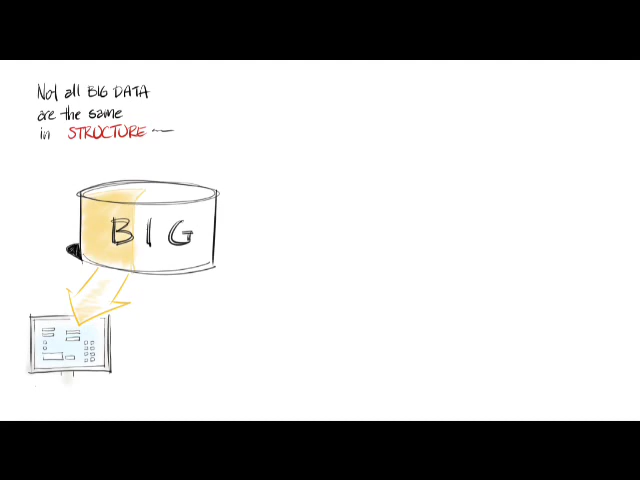 Not all BIG DATA
are the same
in STRUCTURE
BIG